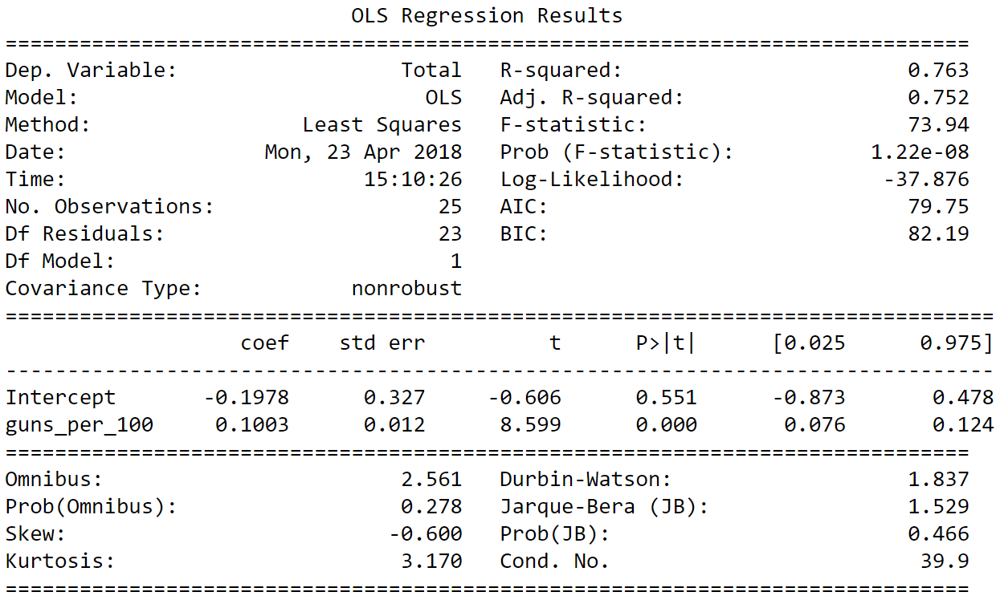 OLS Regression Results
==============================================================================
Dep. Variable:                  Total   R-squared:                       0.763
Model:                            OLS   Adj. R-squared:                  0.752
Method:                 Least Squares   F-statistic:                     73.94
Date:                Mon, 23 Apr 2018   Prob (F-statistic):           1.22e-08
Time:                        15:10:26   Log-Likelihood:                -37.876
No. Observations:                  25   AIC:                             79.75
Df Residuals:                      23   BIC:                             82.19
Df Model:                           1
Covariance Type:            nonrobust
================================================================================
                   coef    std err          t      P>|t|      [0.025      0.975]
--------------------------------------------------------------------------------
Intercept       -0.1978      0.327     -0.606      0.551      -0.873       0.478
guns_per_100     0.1003      0.012      8.599      0.000       0.076       0.124
==============================================================================
Omnibus:                        2.561   Durbin-Watson:                   1.837
Prob(Omnibus):                  0.278   Jarque-Bera (JB):                1.529
Skew:                          -0.600   Prob(JB):                        0.466
Kurtosis:                       3.170   Cond. No.                         39.9
==============================================================================